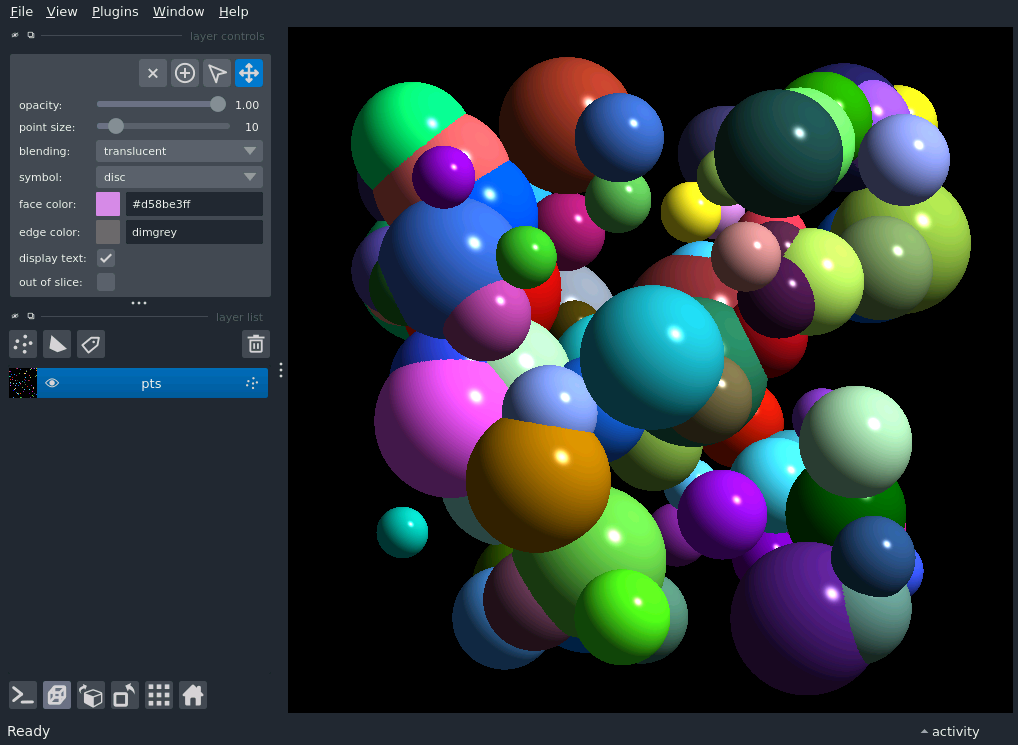 File View Plugins Window Help
layer controls
opacity: 1.00
point size: 10
blending: translucent
symbol: disc
face color: #d58be3ff
edge color: dimgrey
display text:
out of slice:
layer list
pts
Ready
activity